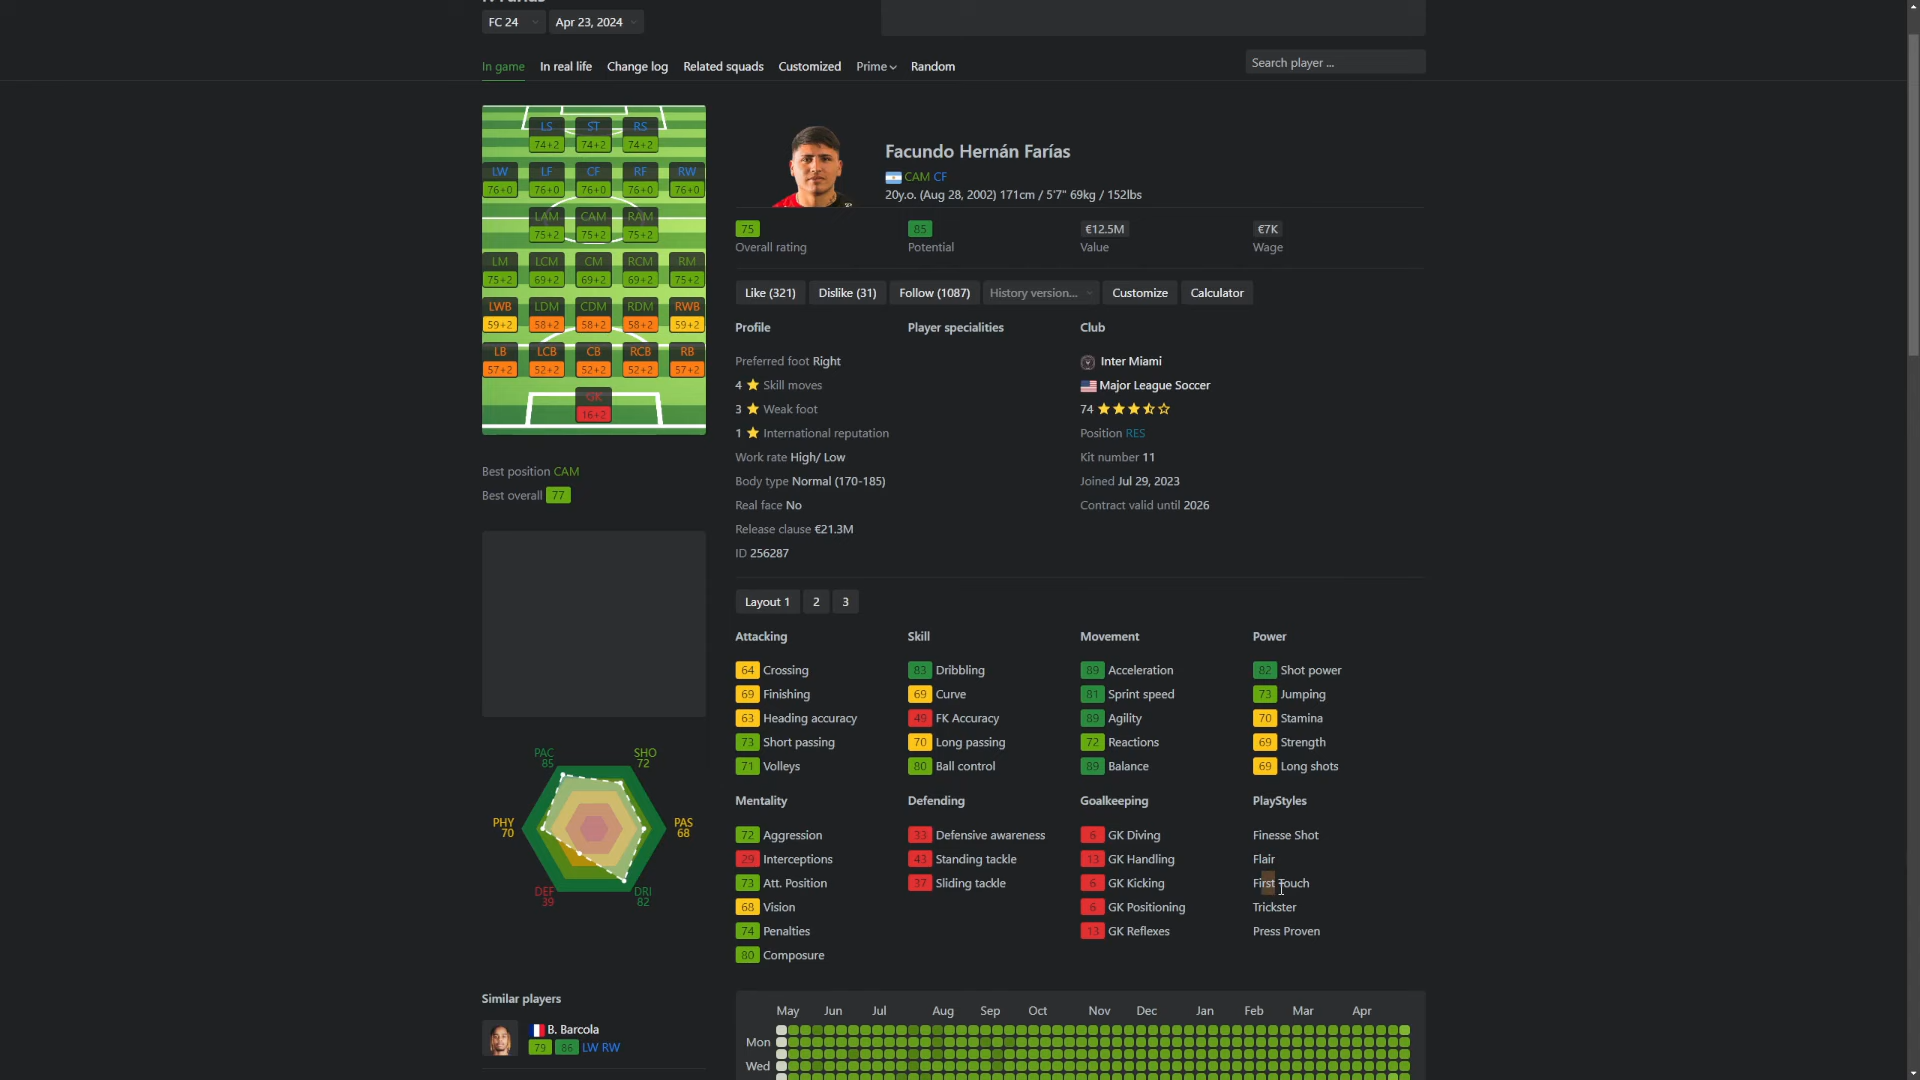 FC 24
Apr 23, 2024
In game
In real life
Change log
Related squads
Customized
Prime
Random
Search player ...
LS ST RS
74+2 74+2 74+2
LW LF CF RF RW
76+0 76+0 76+0 76+0 76+0
LAM CAM RAM
75+2 75+2 75+2
LM LCM CM RCM RM
75+2 69+2 69+2 69+2 75+2
LWB LDM CDM RDM RWB
59+2 58+2 58+2 58+2 59+2
LB LCB CB RCB RB
57+2 52+2 52+2 52+2 57+2
GK
16+2
Best position CAM
Best overall 77
Facundo Hernán Farías
CAM CF
20y.o. (Aug 28, 2002) 171cm / 5'7" 69kg / 152lbs
75
Overall rating
85
Potential
€12.5M
Value
€7K
Wage
Like (321)
Dislike (31)
Follow (1087)
History version...
Customize
Calculator
Profile
Preferred foot Right
4 Skill moves
3 Weak foot
1 International reputation
Work rate High/ Low
Body type Normal (170-185)
Real face No
Release clause €21.3M
ID 256287
Player specialities
Club
Inter Miami
Major League Soccer
74
Position RES
Kit number 11
Joined Jul 29, 2023
Contract valid until 2026
Layout 1
2
3
Attacking
64 Crossing
69 Finishing
63 Heading accuracy
73 Short passing
71 Volleys
Skill
83 Dribbling
69 Curve
49 FK Accuracy
70 Long passing
80 Ball control
Movement
89 Acceleration
81 Sprint speed
89 Agility
72 Reactions
89 Balance
Power
82 Shot power
73 Jumping
70 Stamina
69 Strength
69 Long shots
Mentality
72 Aggression
29 Interceptions
73 Att. Position
68 Vision
74 Penalties
80 Composure
Defending
33 Defensive awareness
43 Standing tackle
37 Sliding tackle
Goalkeeping
6 GK Diving
13 GK Handling
6 GK Kicking
6 GK Positioning
13 GK Reflexes
PlayStyles
Finesse Shot
Flair
First Touch
Trickster
Press Proven
PAC
85
SHO
72
PHY
70
PAS
68
DEF
39
DRI
82
Similar players
B. Barcola
79 86 LW RW
May Jun Jul Aug Sep Oct Nov Dec Jan Feb Mar Apr
Mon
Wed